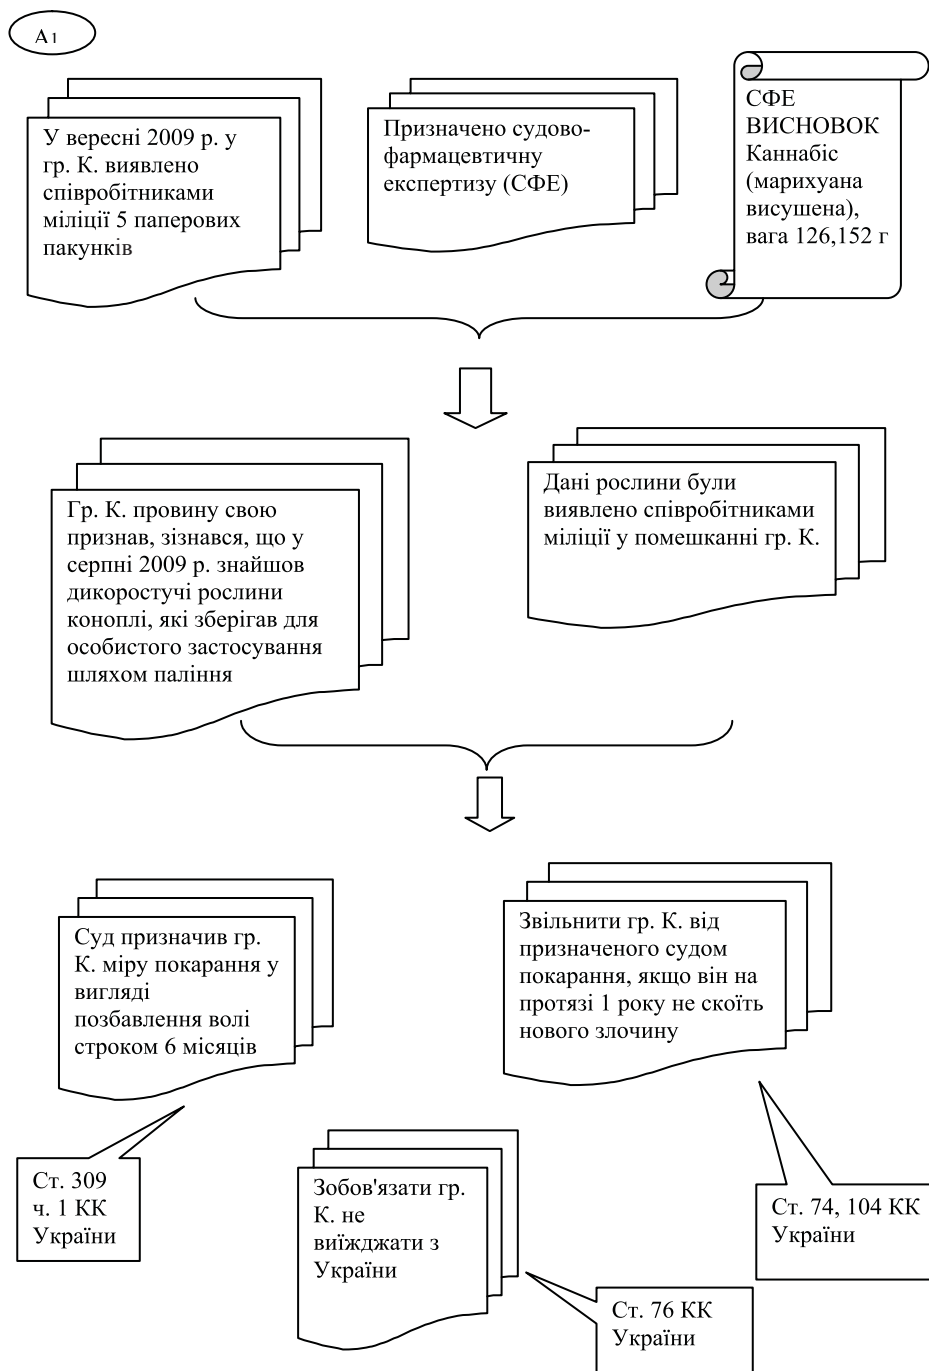 А1
У вересні 2009 р. у
гр. К. виявлено
співробітниками
міліції 5 паперових
пакунків
Призначено судово-
фармацевтичну
експертизу (СФЕ)
СФЕ
ВИСНОВОК
Каннабіс
(марихуана
висушена),
вага 126,152 г
Гр. К. провину свою
признав, зізнався, що у
серпні 2009 р. знайшов
дикоростучі рослини
коноплі, які зберігав для
особистого застосування
шляхом паління
Дані рослини були
виявлено співробітниками
міліції у помешканні гр. К.
Суд призначив гр.
К. міру покарання у
вигляді
позбавлення волі
строком 6 місяців
Звільнити гр. К. від
призначеного судом
покарання, якщо він на
протязі 1 року не скоїть
нового злочину
Ст. 309
ч. 1 КК
України
Зобов'язати гр.
К. не
виїжджати з
України
Ст. 74, 104 КК
України
Ст. 76 КК
України